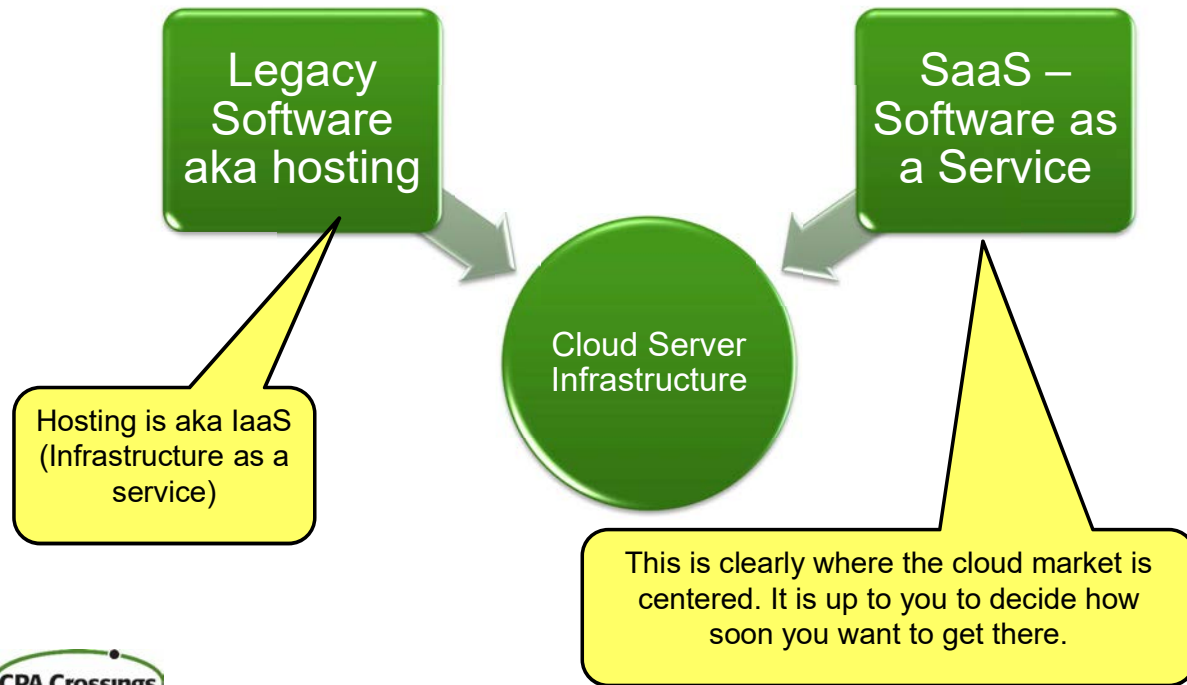 Legacy
Software
aka hosting
SaaS –
Software as
a Service
Cloud Server
Infrastructure
Hosting is aka IaaS
(Infrastructure as a
service)
This is clearly where the cloud market is
centered. It is up to you to decide how
soon you want to get there.
CPA Crossings